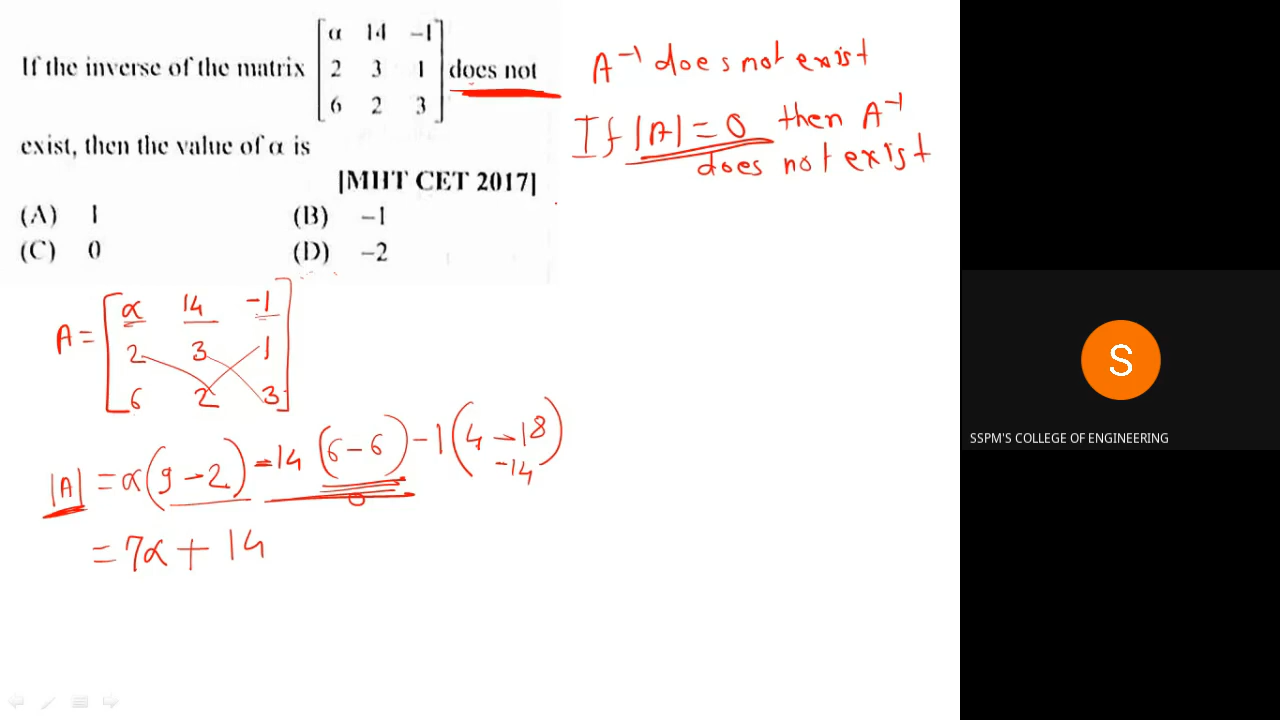 If the inverse of the matrix [α 14 −1
2 3 1
6 2 3] does not
exist, then the value of α is
[MHT CET 2017]
(A) 1 (B) −1
(C) 0 (D) −2
A⁻¹ does not exist
If |A| = 0 then A⁻¹
does not exist
A = [α 14 −1
2 3 1
6 2 3]
|A| = α(9−2) −14 (6−6) −1 (4−18)
0 −14
= 7α + 14
S
SSPM'S COLLEGE OF ENGINEERING